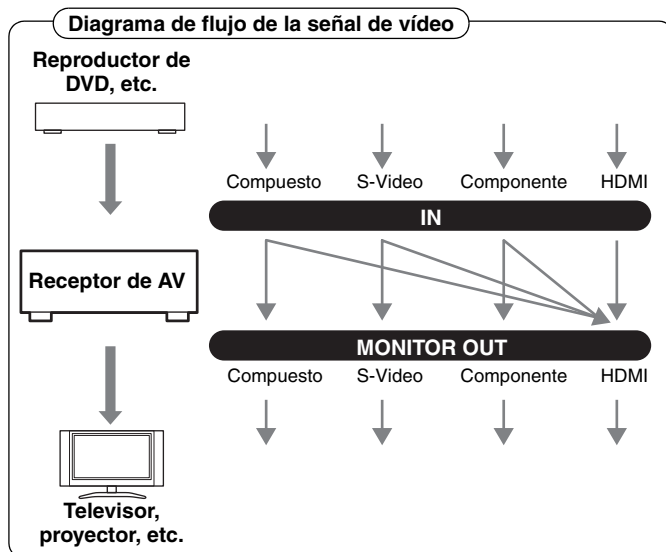 Diagrama de flujo de la señal de vídeo
Reproductor de
DVD, etc.
Compuesto S-Video Componente HDMI
IN
Receptor de AV
MONITOR OUT
Compuesto S-Video Componente HDMI
Televisor,
proyector, etc.